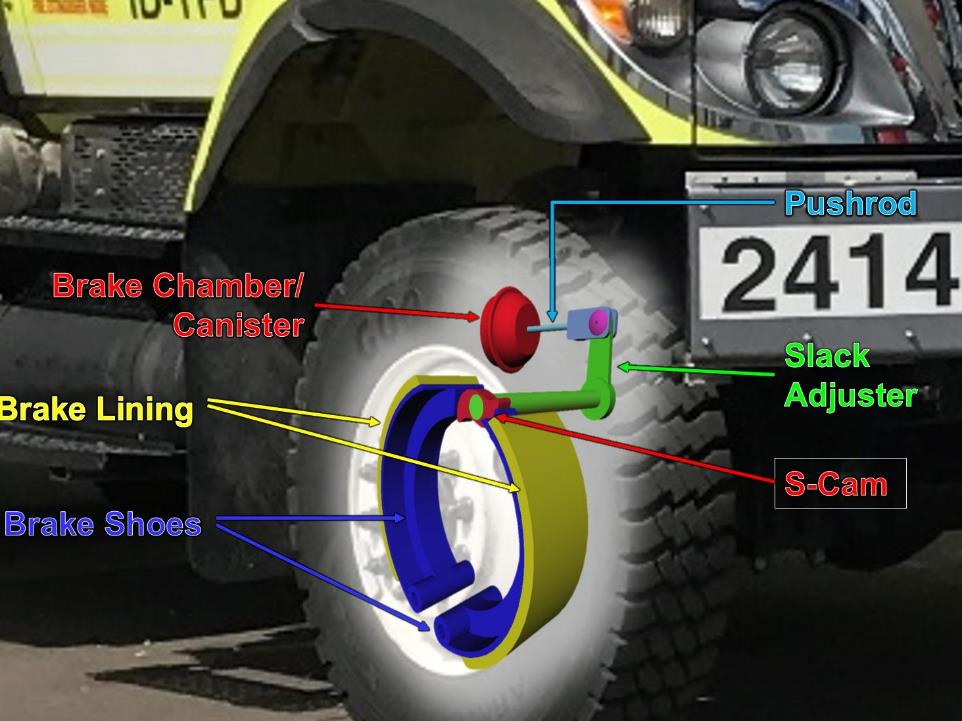 Pushrod
2414
Brake Chamber/
Canister
Slack
Adjuster
Brake Lining
S-Cam
Brake Shoes